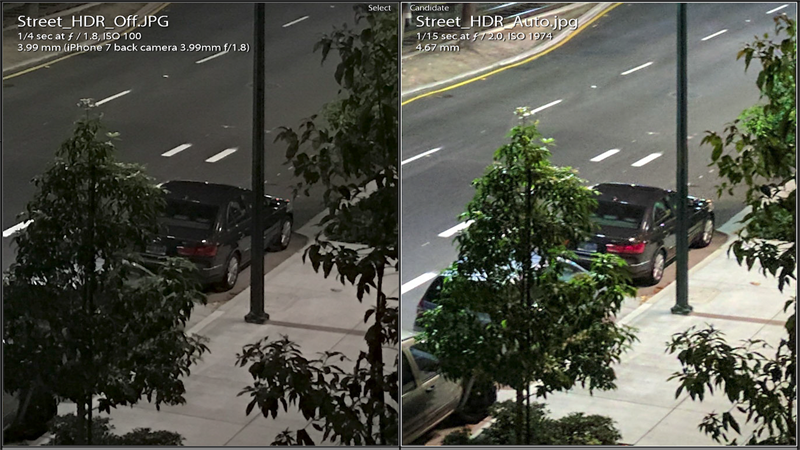 Select
Street_HDR_Off.JPG
1/4 sec at ƒ / 1.8, ISO 100
3.99 mm (iPhone 7 back camera 3.99mm f/1.8)
Candidate
Street_HDR_Auto.jpg
1/15 sec at ƒ / 2.0, ISO 1974
4.67 mm